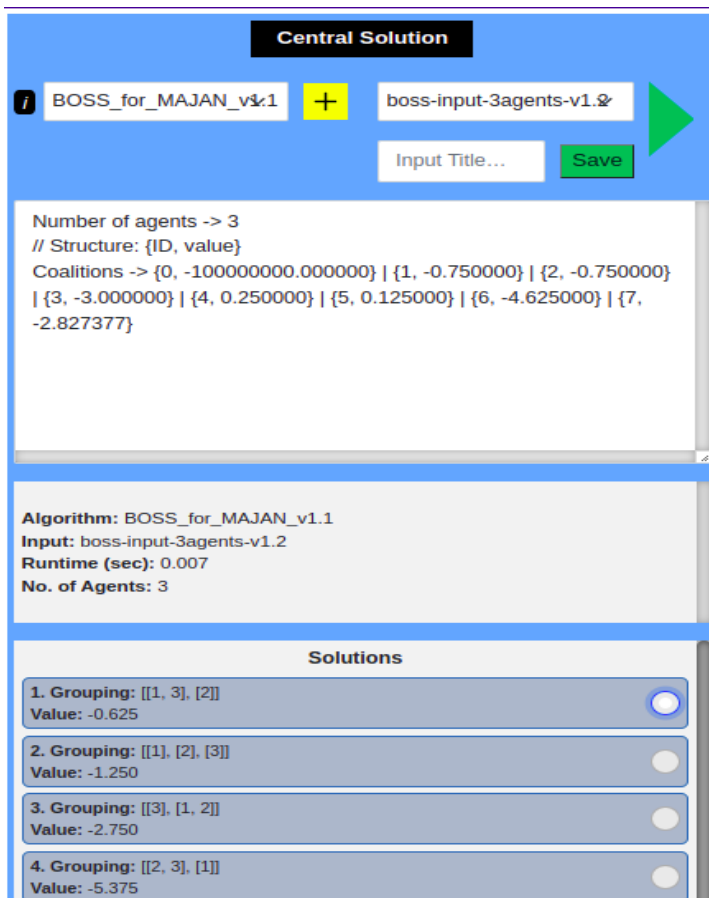 Central Solution
i BOSS_for_MAJAN_v1.1 + boss-input-3agents-v1.2
Input Title... Save
Number of agents -> 3
// Structure: {ID, value}
Coalitions -> {0, -100000000.000000} | {1, -0.750000} | {2, -0.750000}
| {3, -3.000000} | {4, 0.250000} | {5, 0.125000} | {6, -4.625000} | {7,
-2.827377}
Algorithm: BOSS_for_MAJAN_v1.1
Input: boss-input-3agents-v1.2
Runtime (sec): 0.007
No. of Agents: 3
Solutions
1. Grouping: [[1, 3], [2]]
Value: -0.625
2. Grouping: [[1], [2], [3]]
Value: -1.250
3. Grouping: [[3], [1, 2]]
Value: -2.750
4. Grouping: [[2, 3], [1]]
Value: -5.375